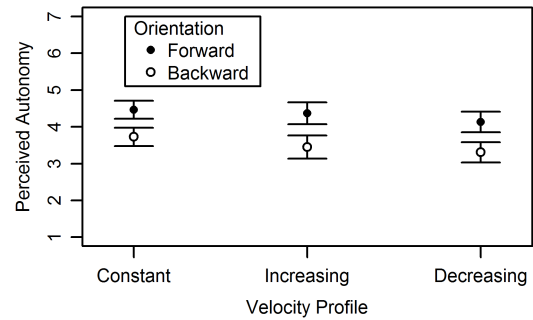 Orientation
Forward
Backward
Perceived Autonomy
7
6
5
4
3
2
1
Constant
Increasing
Decreasing
Velocity Profile